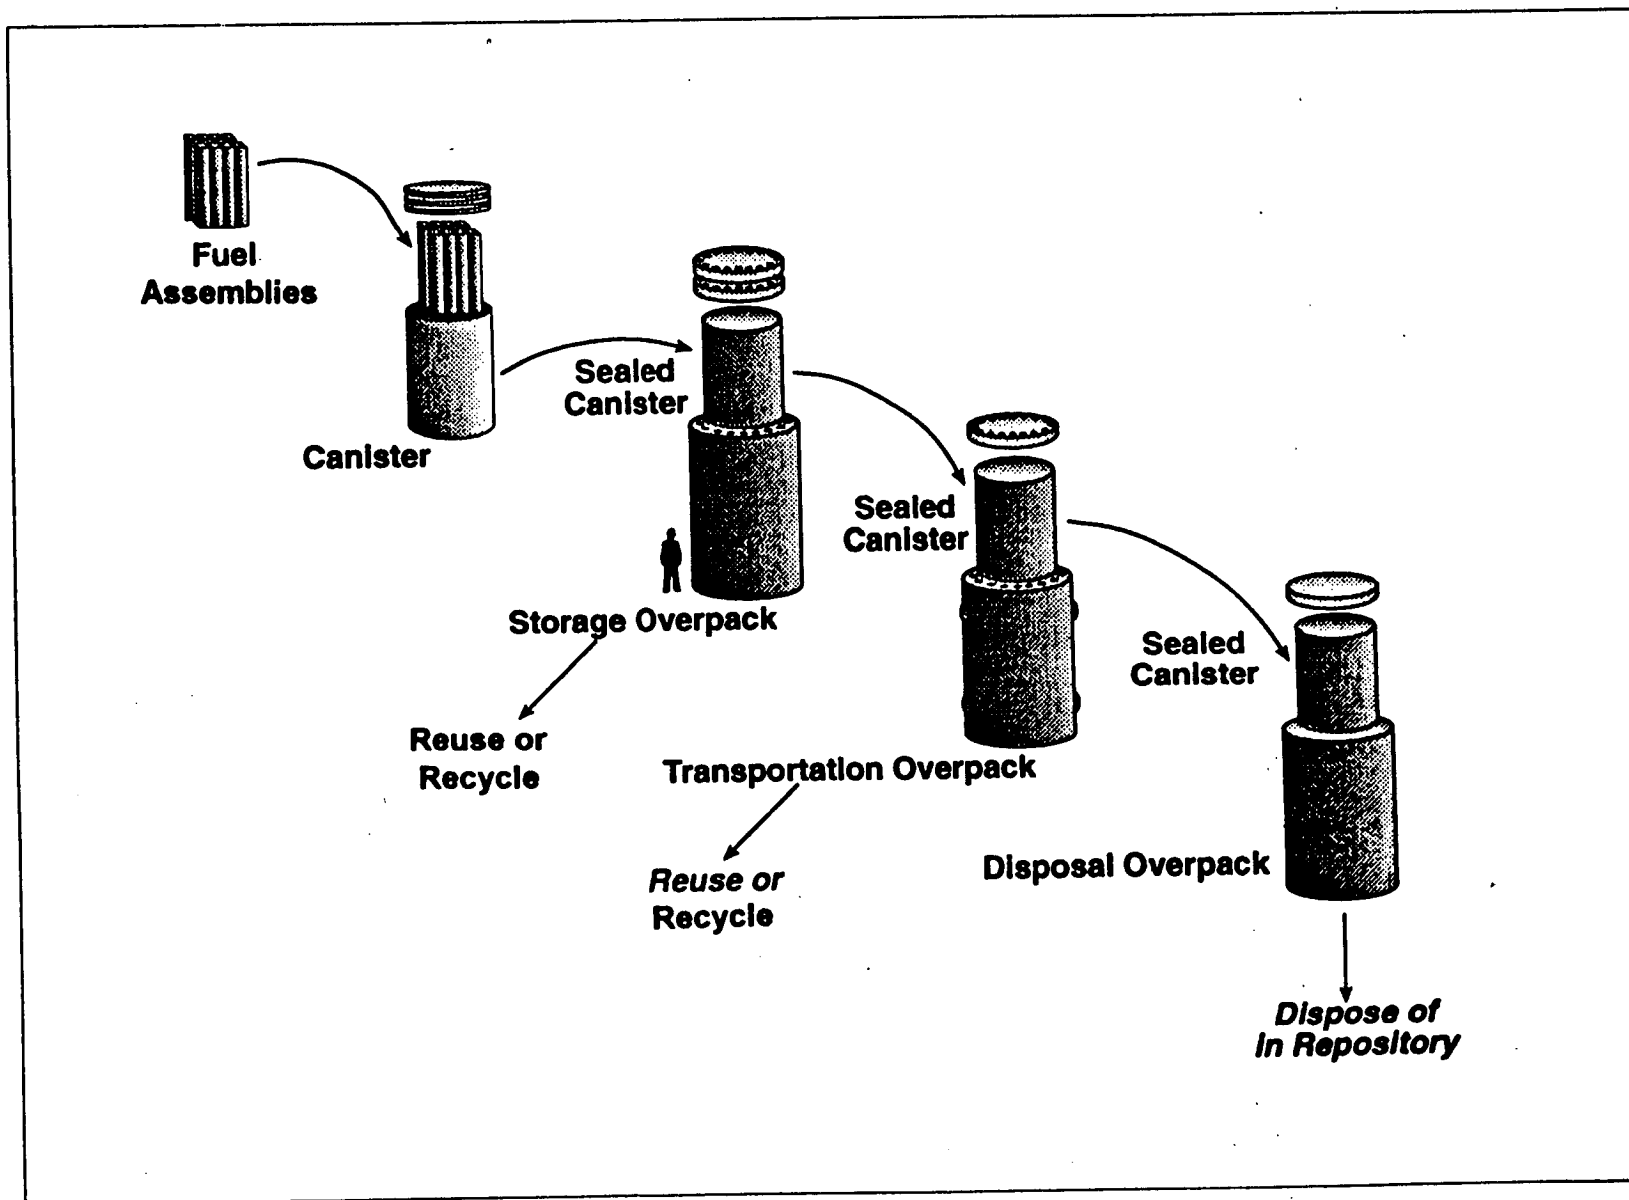 Fuel
Assemblies
Canister
Sealed
Canister
Storage Overpack
Reuse or
Recycle
Sealed
Canister
Transportation Overpack
Reuse or
Recycle
Sealed
Canister
Disposal Overpack
Dispose of
in Repository